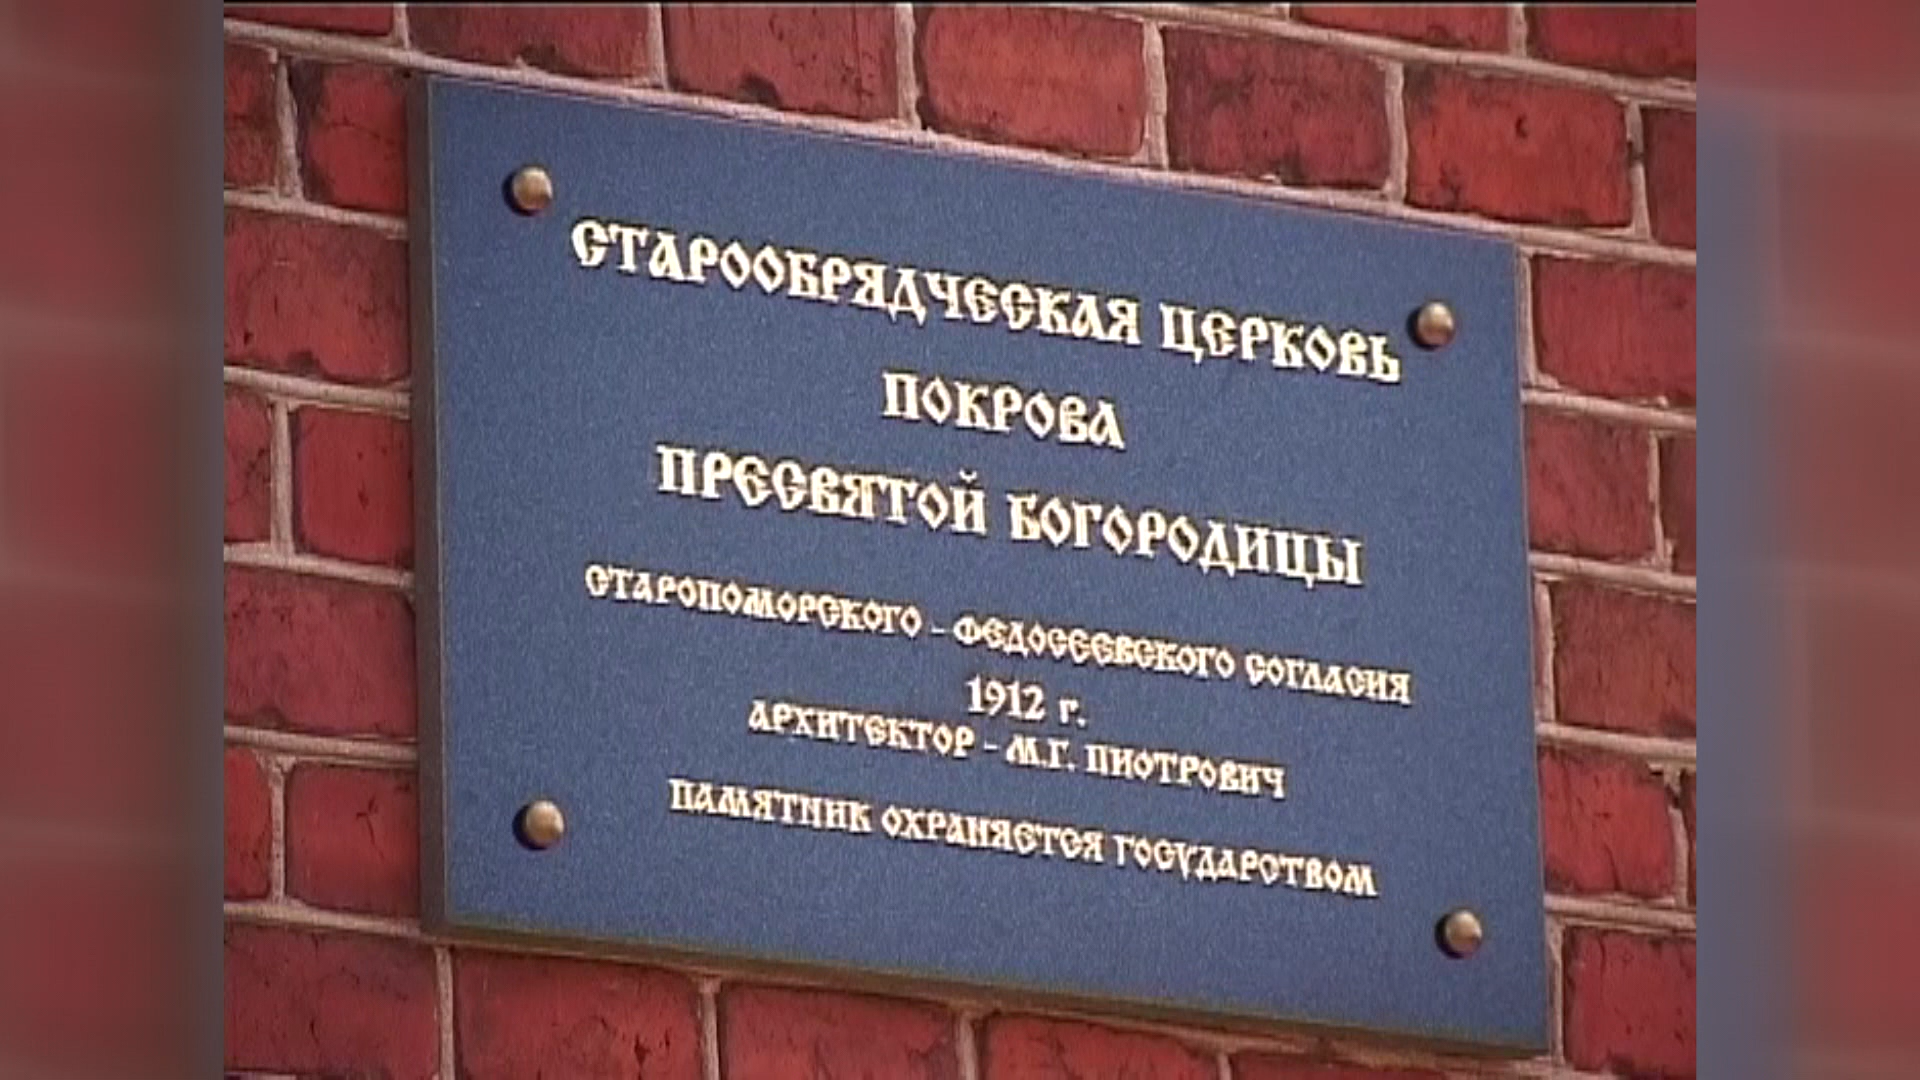 СТАРООБРЯДЧЕСКАЯ ЦЕРКОВЬ
ПОКРОВА
ПРЕСВЯТОЙ БОГОРОДИЦЫ
СТАРОПОМОРСКОГО - ФЕДОСЕЕВСКОГО СОГЛАСИЯ
1912 г.
АРХИТЕКТОР - М.Г. ПИОТРОВИЧ
ПАМЯТНИК ОХРАНЯЕТСЯ ГОСУДАРСТВОМ